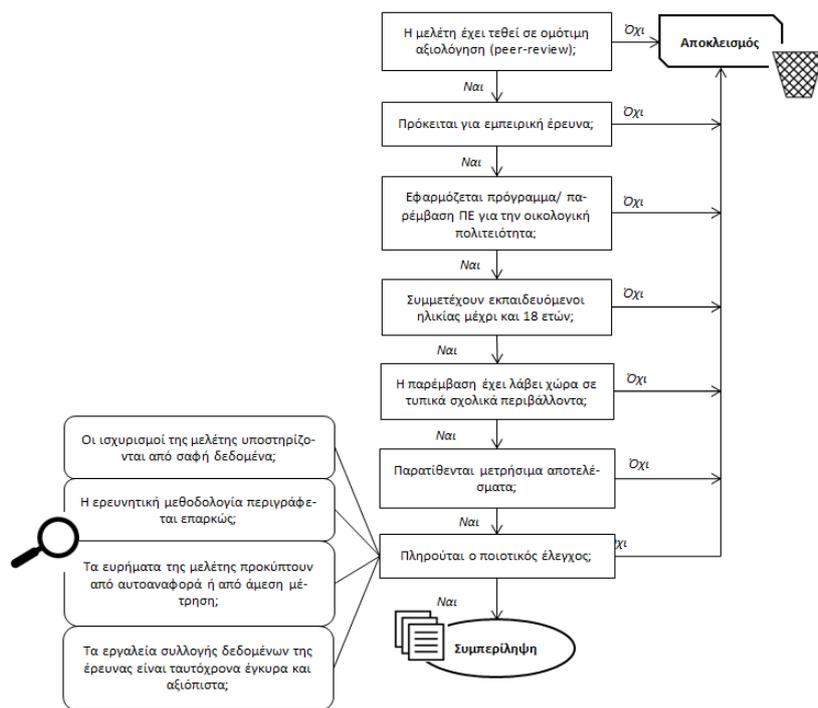 Η μελέτη έχει τεθεί σε ομότιμη
αξιολόγηση (peer-review);
Όχι
Αποκλεισμός
Ναι
Πρόκειται για εμπειρική έρευνα;
Όχι
Ναι
Εφαρμόζεται πρόγραμμα/ πα-
ρέμβαση ΠΕ για την οικολογική
πολιτειότητα;
Όχι
Ναι
Συμμετέχουν εκπαιδευόμενοι
ηλικίας μέχρι και 18 ετών;
Όχι
Ναι
Η παρέμβαση έχει λάβει χώρα σε
τυπικά σχολικά περιβάλλοντα;
Όχι
Ναι
Παρατίθενται μετρήσιμα αποτελέ-
σματα;
Όχι
Ναι
Πληρούται ο ποιοτικός έλεγχος;
Όχι
Οι ισχυρισμοί της μελέτης υποστηρίζο-
νται από σαφή δεδομένα;
Η ερευνητική μεθοδολογία περιγράφε-
ται επαρκώς;
Τα ευρήματα της μελέτης προκύπτουν
από αυτοαναφορά ή από άμεση μέ-
τρηση;
Τα εργαλεία συλλογής δεδομένων της
έρευνας είναι ταυτόχρονα έγκυρα και
αξιόπιστα;
Ναι
Συμπερίληψη